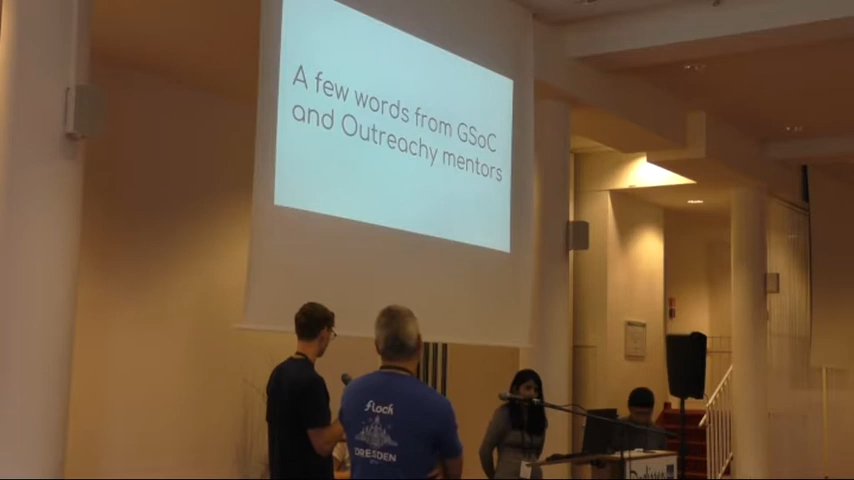 A few words from GSoC
and Outreachy mentors
flock
DRESDEN